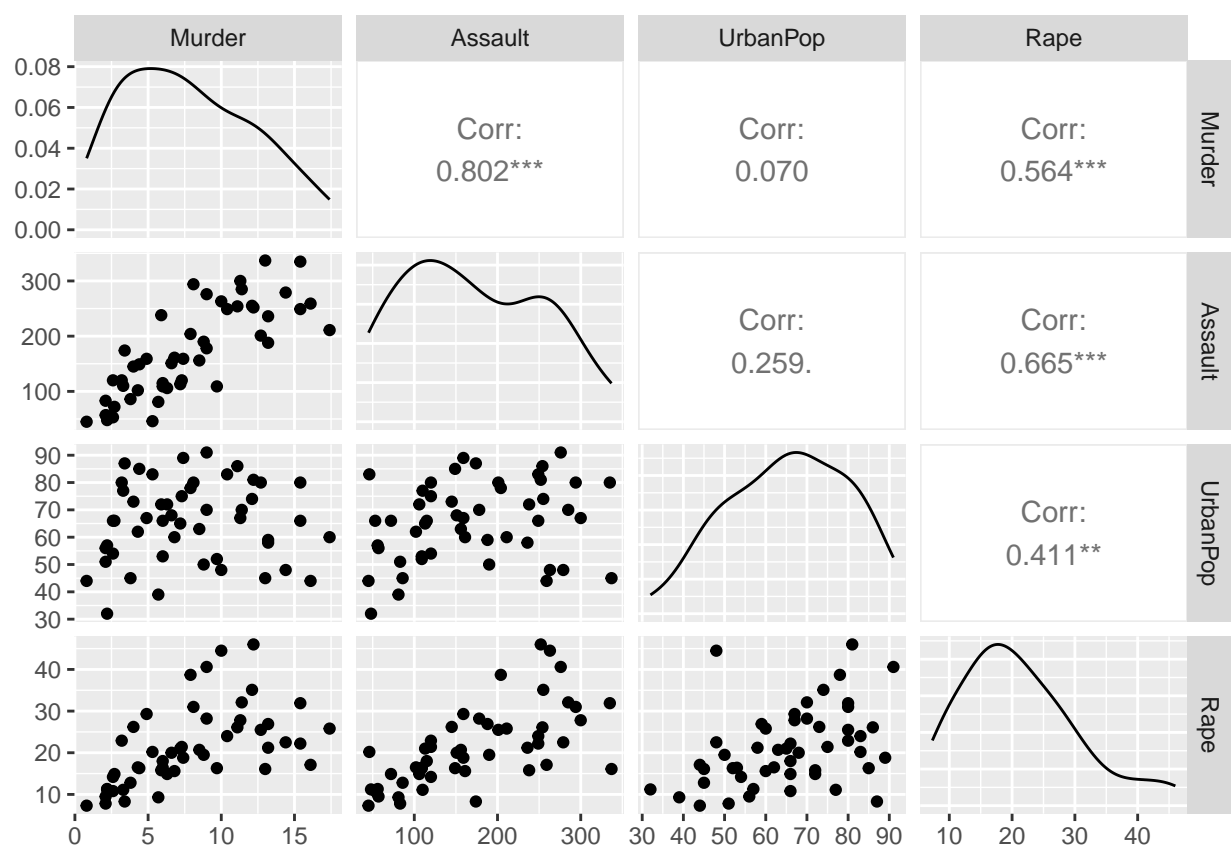 Murder Assault UrbanPop Rape
0.08
0.06
0.04
0.02
0.00
Corr:
0.802***
Corr:
0.070
Corr:
0.564***
Murder
300
200
100
Corr:
0.259.
Corr:
0.665***
Assault
90
80
70
60
50
40
30
Corr:
0.411**
UrbanPop
40
30
20
10
Rape
0 5 10 15 100 200 300 30 40 50 60 70 80 90 10 20 30 40